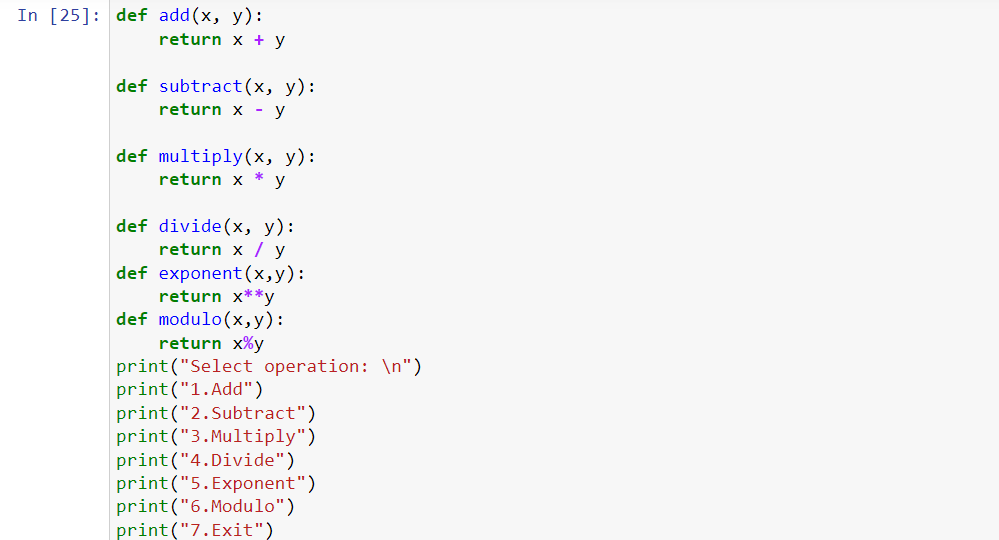 In [25]: def add(x, y):
    return x + y

def subtract(x, y):
    return x - y

def multiply(x, y):
    return x * y

def divide(x, y):
    return x / y
def exponent(x,y):
    return x**y
def modulo(x,y):
    return x%y
print("Select operation: \n")
print("1.Add")
print("2.Subtract")
print("3.Multiply")
print("4.Divide")
print("5.Exponent")
print("6.Modulo")
print("7.Exit")